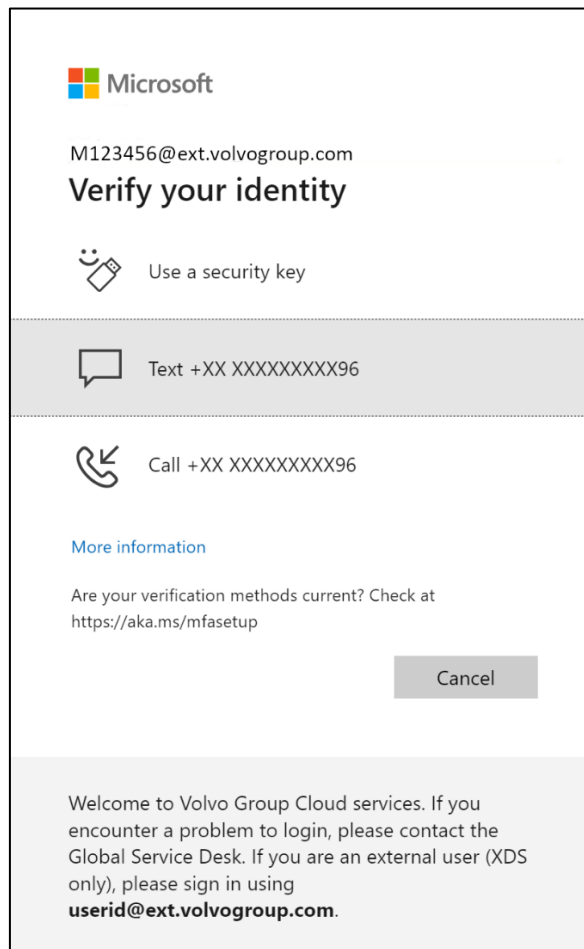 Microsoft
M123456@ext.volvogroup.com
Verify your identity
Use a security key
Text +XX XXXXXXXXX96
Call +XX XXXXXXXXX96
More information
Are your verification methods current? Check at
https://aka.ms/mfasetup
Cancel
Welcome to Volvo Group Cloud services. If you
encounter a problem to login, please contact the
Global Service Desk. If you are an external user (XDS
only), please sign in using
userid@ext.volvogroup.com.